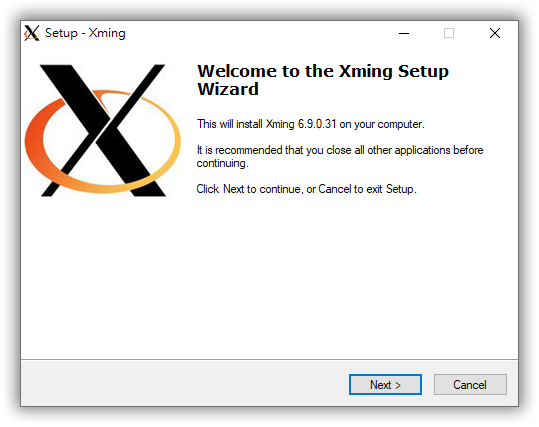 Setup - Xming
Welcome to the Xming Setup
Wizard
This will install Xming 6.9.0.31 on your computer.
It is recommended that you close all other applications before
continuing.
Click Next to continue, or Cancel to exit Setup.
Next >
Cancel